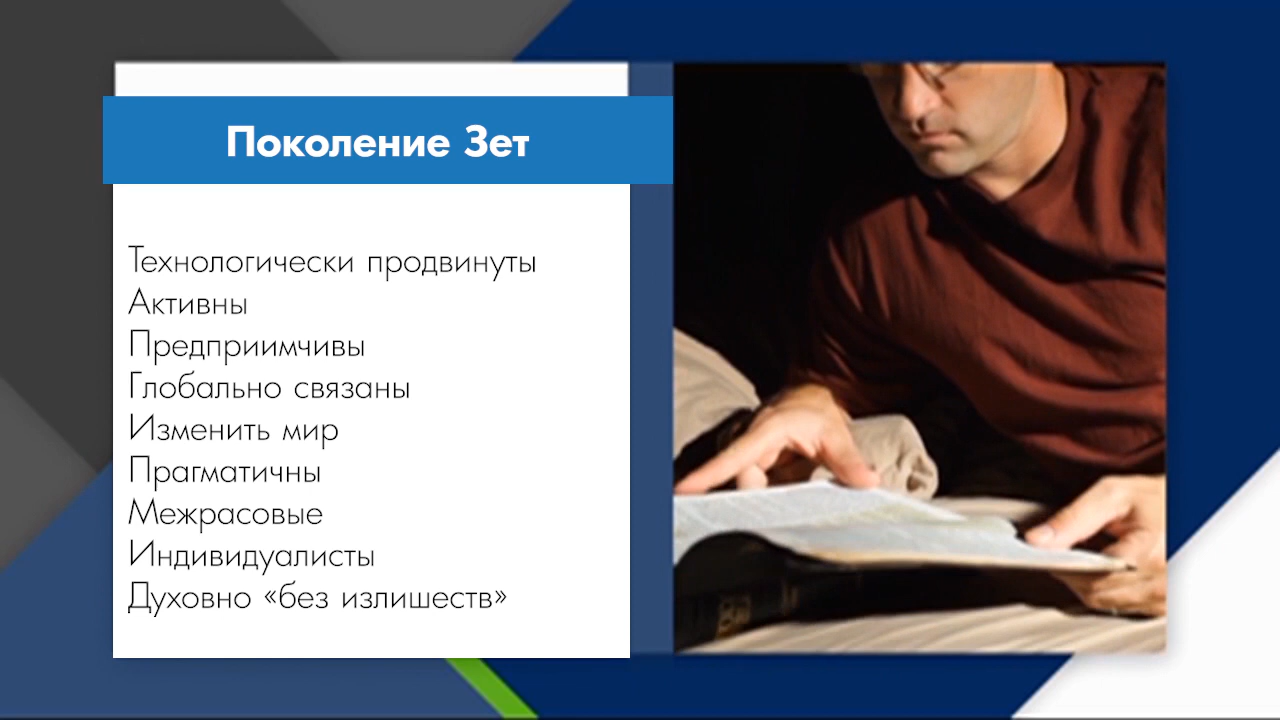 Поколение Зет
Технологически продвинуты
Активны
Предприимчивы
Глобально связаны
Изменить мир
Прагматичны
Межрасовые
Индивидуалисты
Духовно «без излишеств»